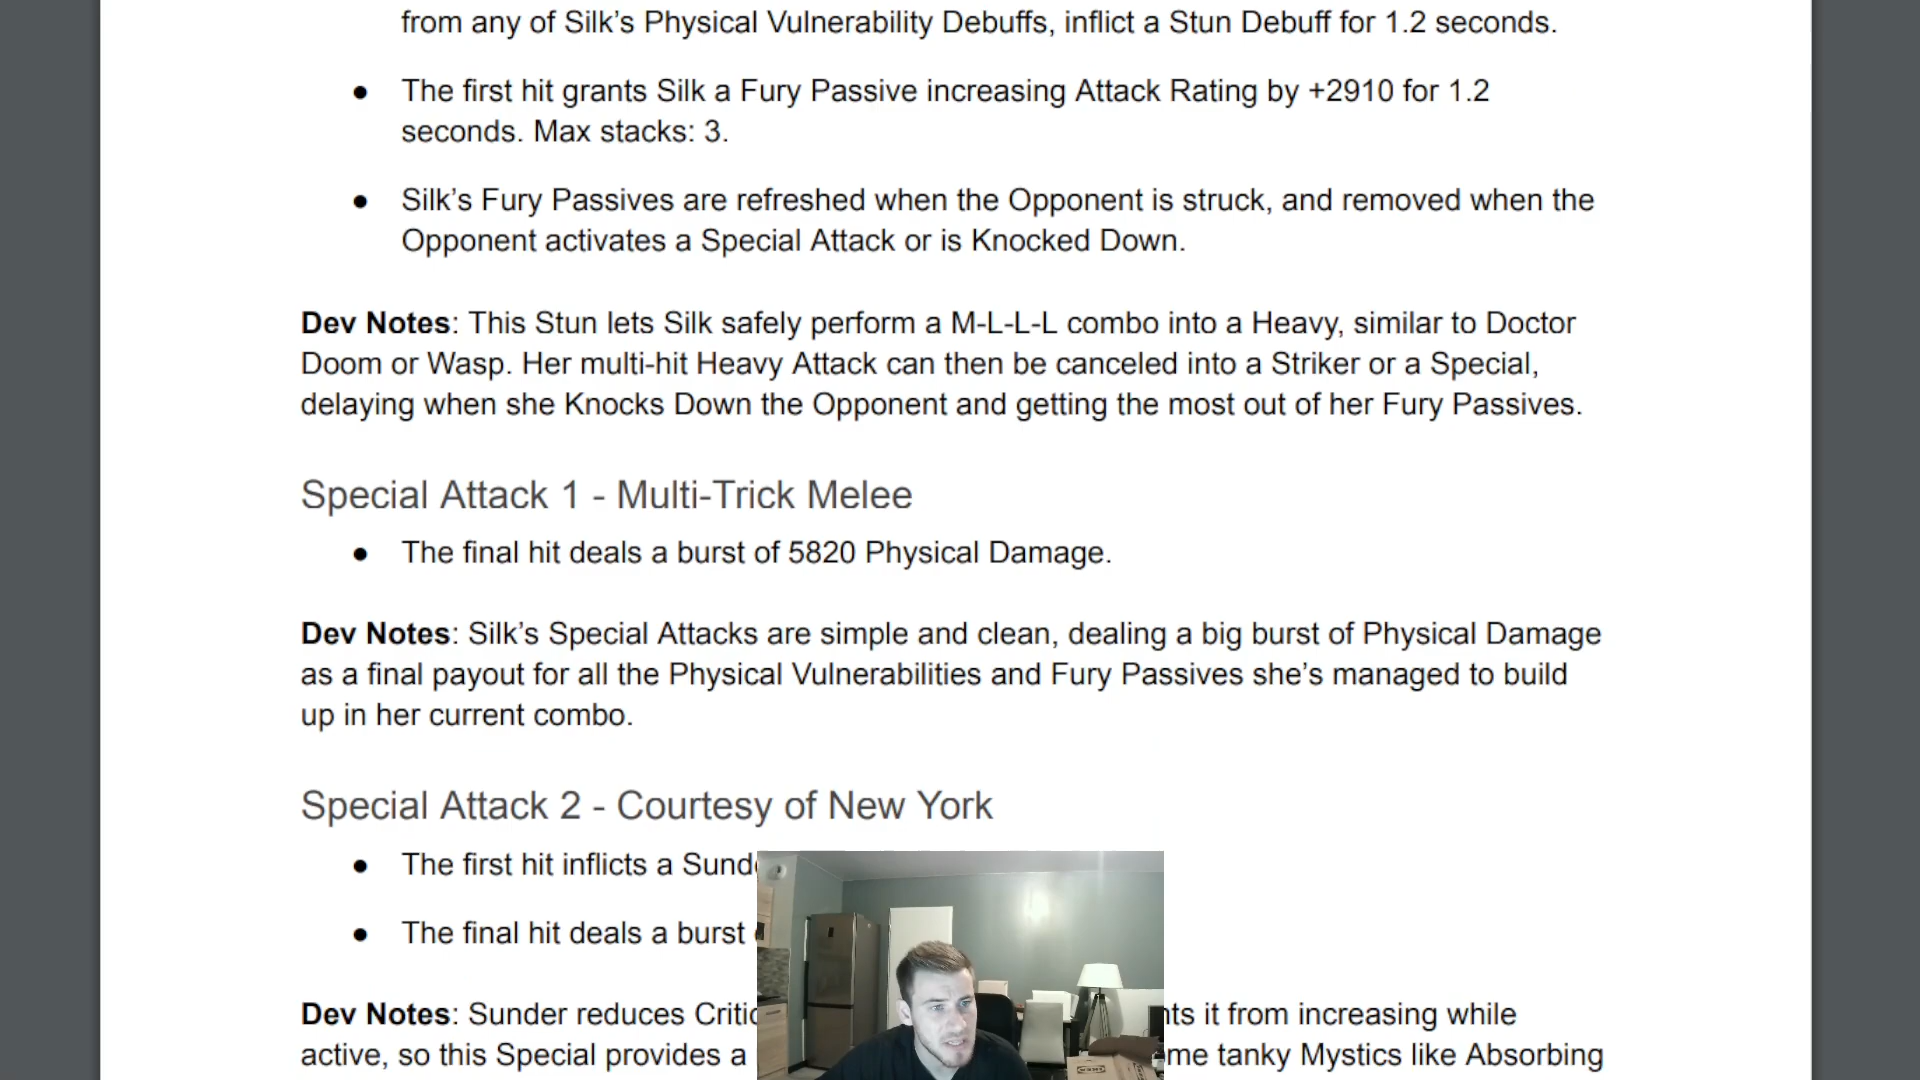 from any of Silk's Physical Vulnerability Debuffs, inflict a Stun Debuff for 1.2 seconds.
● The first hit grants Silk a Fury Passive increasing Attack Rating by +2910 for 1.2
seconds. Max stacks: 3.
● Silk's Fury Passives are refreshed when the Opponent is struck, and removed when the
Opponent activates a Special Attack or is Knocked Down.
Dev Notes: This Stun lets Silk safely perform a M-L-L-L combo into a Heavy, similar to Doctor
Doom or Wasp. Her multi-hit Heavy Attack can then be canceled into a Striker or a Special,
delaying when she Knocks Down the Opponent and getting the most out of her Fury Passives.
Special Attack 1 - Multi-Trick Melee
● The final hit deals a burst of 5820 Physical Damage.
Dev Notes: Silk's Special Attacks are simple and clean, dealing a big burst of Physical Damage
as a final payout for all the Physical Vulnerabilities and Fury Passives she's managed to build
up in her current combo.
Special Attack 2 - Courtesy of New York
● The first hit inflicts a
● The final hit deals a burst
Dev Notes: Sunder reduces it from increasing while
active, so this Special provides a tanky Mystics like Absorbing